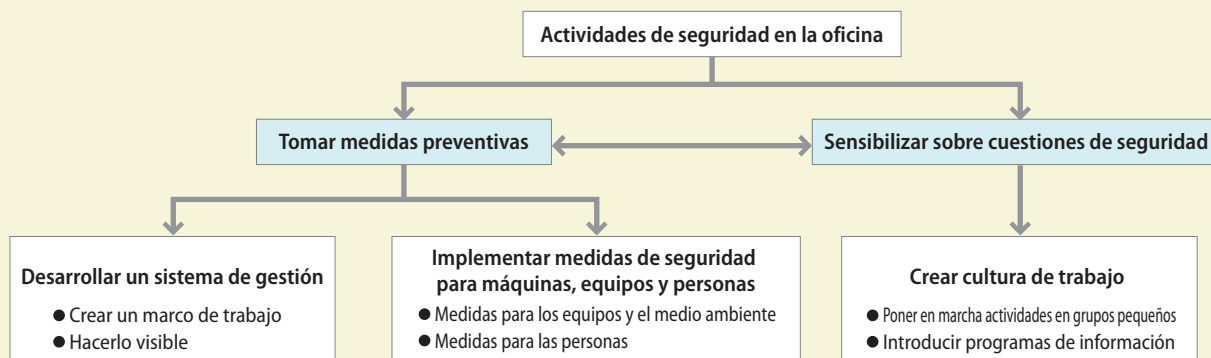 Actividades de seguridad en la oficina
Tomar medidas preventivas
Sensibilizar sobre cuestiones de seguridad
Desarrollar un sistema de gestión
● Crear un marco de trabajo
● Hacerlo visible
Implementar medidas de seguridad
para máquinas, equipos y personas
● Medidas para los equipos y el medio ambiente
● Medidas para las personas
Crear cultura de trabajo
● Poner en marcha actividades en grupos pequeños
● Introducir programas de información